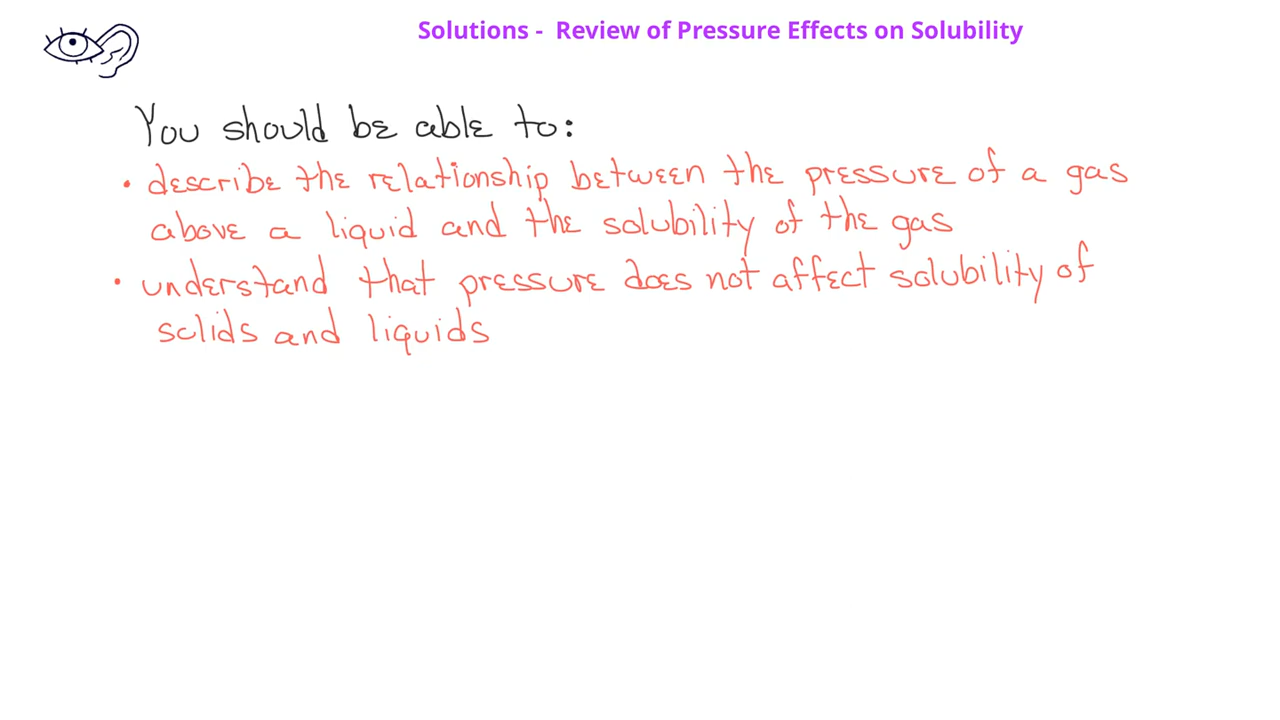 Solutions - Review of Pressure Effects on Solubility
You should be able to:
• describe the relationship between the pressure of a gas
above a liquid and the solubility of the gas
• understand that pressure does not affect solubility of
solids and liquids